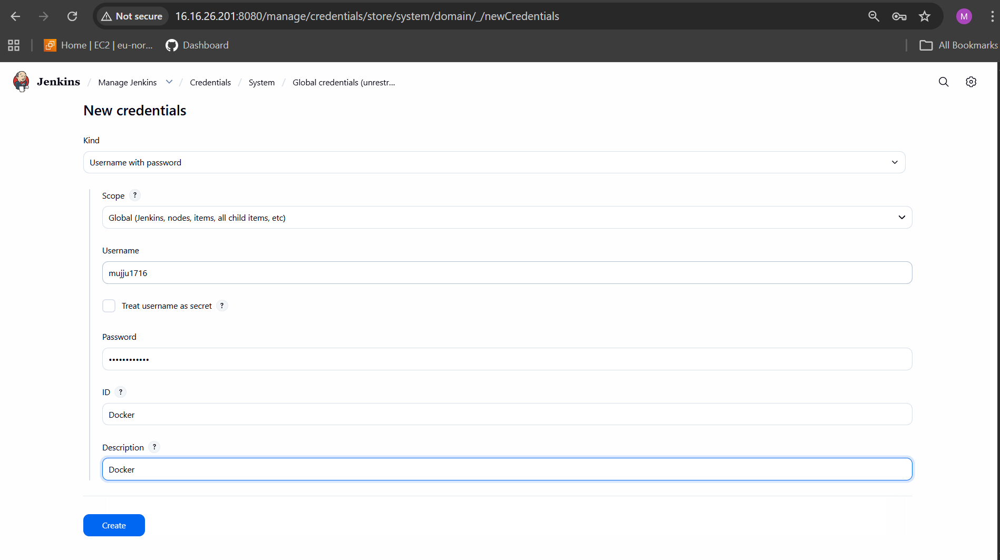 Not secure 16.16.26.201:8080/manage/credentials/store/system/domain/_/newCredentials M
Home | EC2 | eu-nor... Dashboard All Bookmarks
Jenkins / Manage Jenkins / Credentials / System / Global credentials (unrestr...
New credentials
Kind
Username with password
Scope ?
Global (Jenkins, nodes, items, all child items, etc)
Username
mujju1716
Treat username as secret ?
Password
••••••••••••
ID ?
Docker
Description ?
Docker
Create